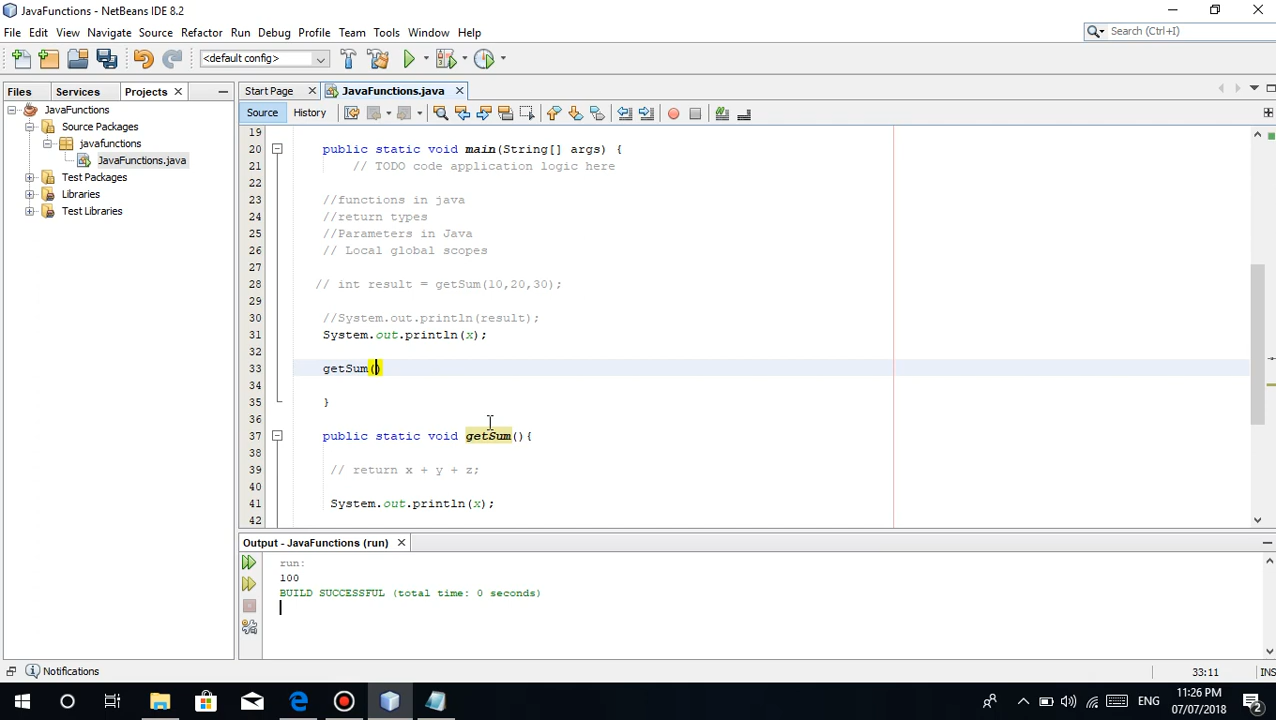 JavaFunctions - NetBeans IDE 8.2
File Edit View Navigate Source Refactor Run Debug Profile Team Tools Window Help
Search (Ctrl+I)
<default config>
Files Services Projects
Start Page JavaFunctions.java
JavaFunctions
Source Packages
javafunctions
JavaFunctions.java
Test Packages
Libraries
Test Libraries
Source History
19
20 public static void main(String[] args) {
21 // TODO code application logic here
22
23 //functions in java
24 //return types
25 //Parameters in Java
26 // Local global scopes
27
28 // int result = getSum(10,20,30);
29
30 //System.out.println(result);
31 System.out.println(x);
32
33 getSum()
34
35 }
36
37 public static void getSum(){
38
39 // return x + y + z;
40
41 System.out.println(x);
42
Output - JavaFunctions (run)
run:
100
BUILD SUCCESSFUL (total time: 0 seconds)
Notifications
33:11
INS
ENG
11:26 PM
07/07/2018
2